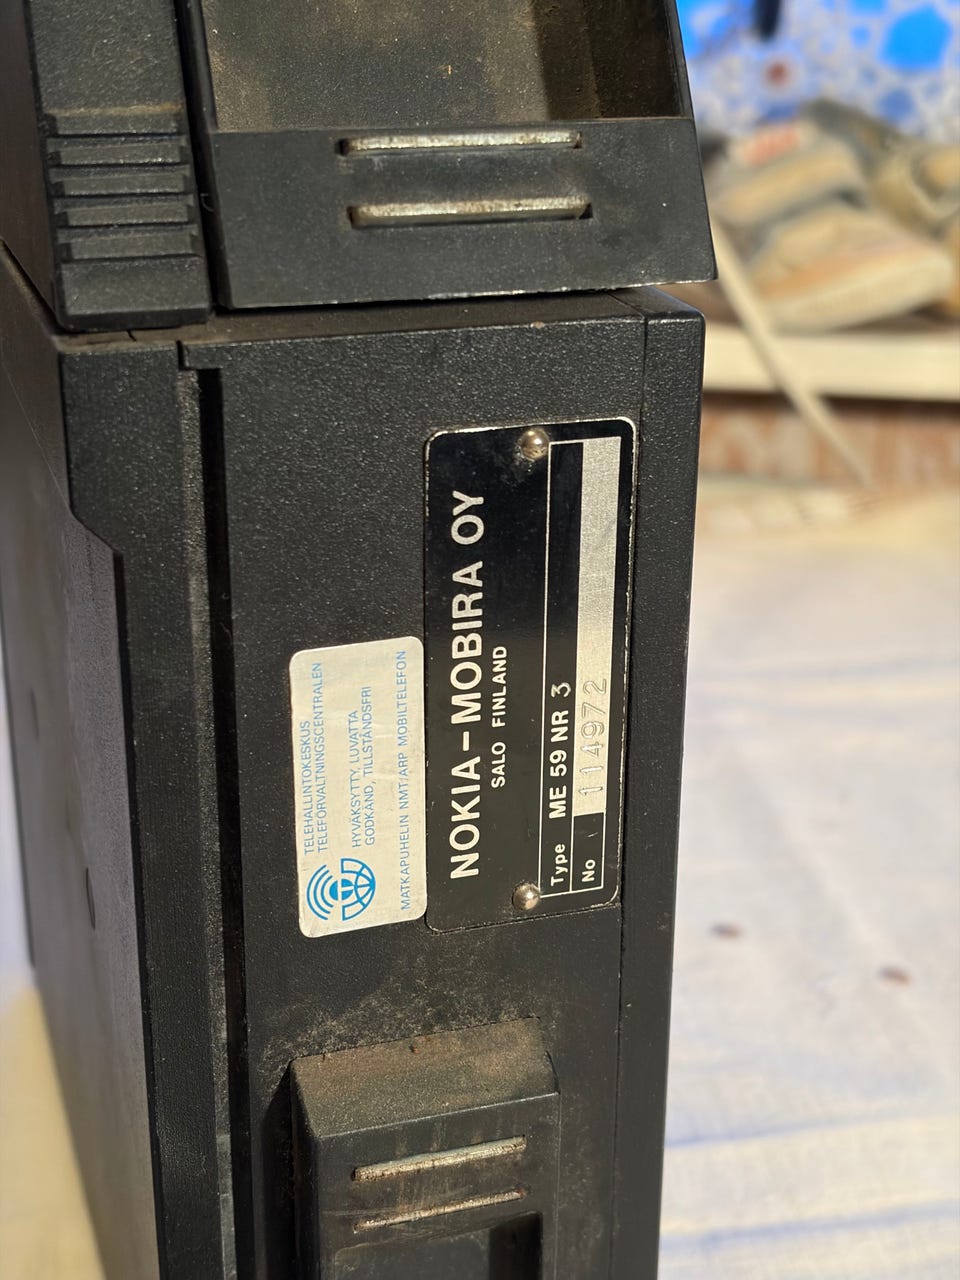 TELEHALLINTOKESKUS
TELEFÖRVALTNINGSCENTRALEN
HYVÄKSYTTY, LUVATTA
GODKÄND, TILLSTÅNDSFRI
MATKAPUHELIN NMT/ARP MOBILTELEFON
NOKIA-MOBIRA OY
SALO FINLAND
Type ME 59 NR 3
No 114972